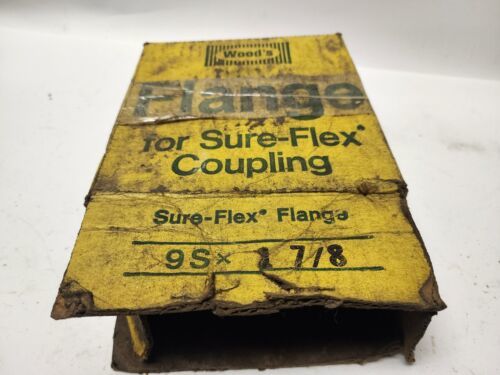 Wood's
Flange
for Sure-Flex®
Coupling
Sure-Flex® Flange
9S× 1 7/8